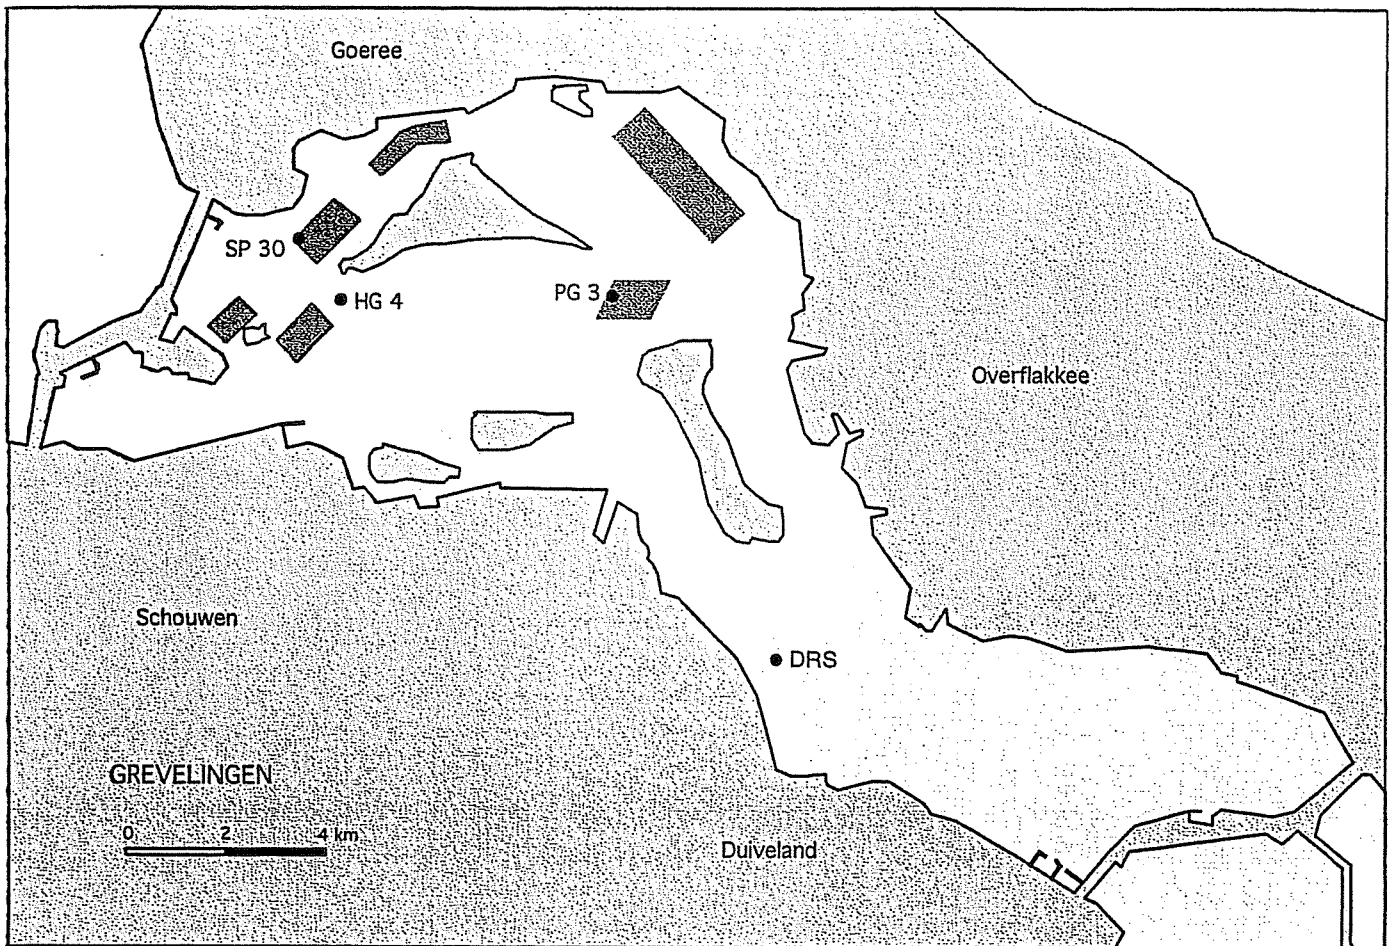 Goeree
SP 30
HG 4
PG 3
Overflakkee
Schouwen
DRS
GREVELINGEN
0 2 4 km
Duiveland